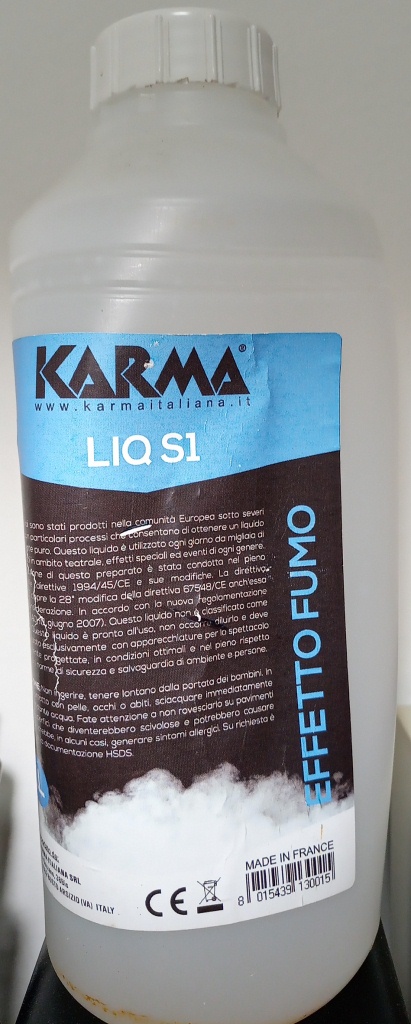 KARMA®
www.karmaitaliana.it
LIQ S1
sono stati prodotti nella comunità Europea sotto severi
particolari processi che consentano di ottenere un liquido
puro. Questo liquido è utilizzato ogni giorno da migliaia di
in ambito teatrale, effetti speciali ed eventi di ogni genere.
di questo preparato è stata condotta nel pieno
direttive 1994/45/CE e sue modifiche. La direttiva
la 28° modifica della direttiva 67548/CE anch'esso
In accordo con la nuova regolamentazione
giugno 2007). Questo liquido non è classificato come
liquido è pronto all'uso, non occorre diluirlo e deve
esclusivamente con apparecchiature per lo spettacolo
progettate, in condizioni ottimali e nel pieno rispetto
norme di sicurezza e salvaguardia di ambiente e persone.
Non ingerire, tenere lontano dalla portata dei bambini. In
con pelle, occhi o abiti, sciacquare immediatamente
acqua. Fate attenzione a non rovesciarlo su pavimenti
che diventerebbero scivolose e potrebbero causare
in alcuni casi, generare sintomi allergici. Su richiesta è
documentazione HSDS.
EFFETTO FUMO
ITALIANA SRL
ARSIZIO (VA) ITALY
CE
MADE IN FRANCE
8 015439 130015